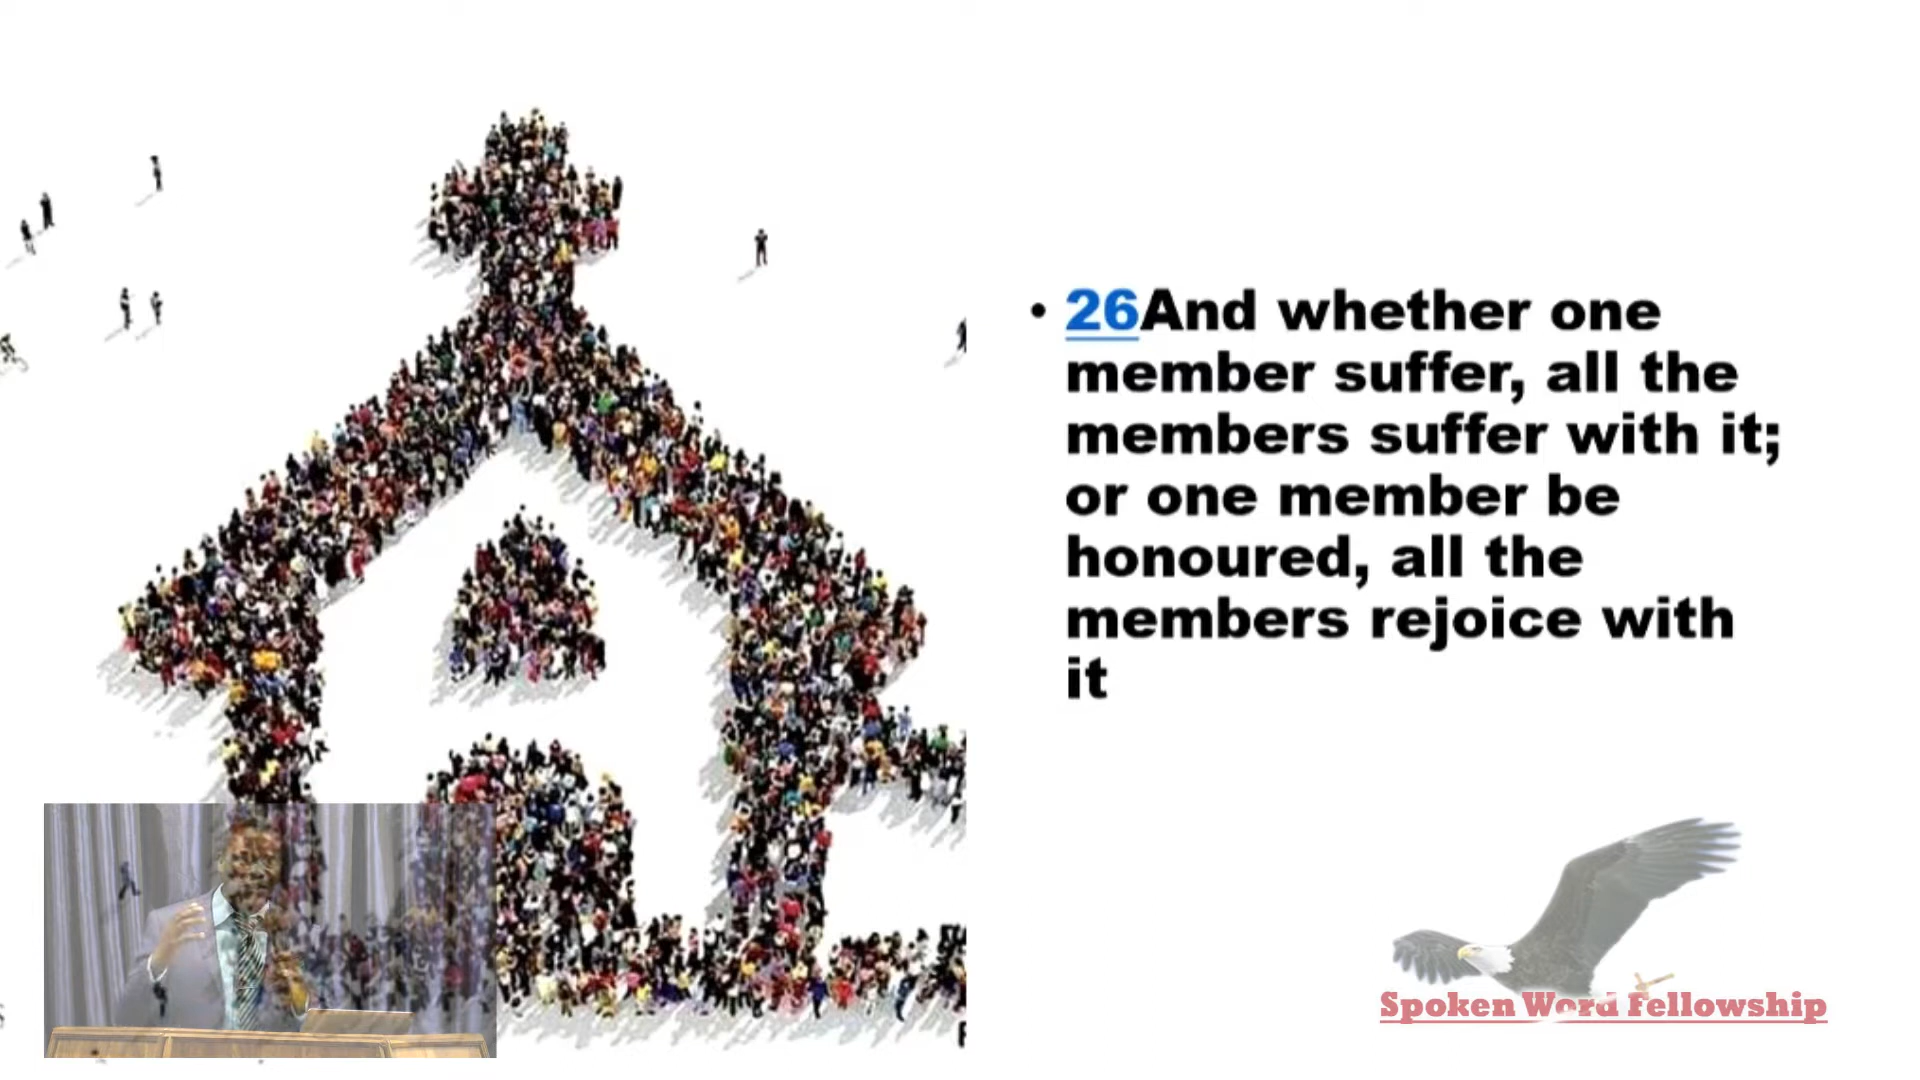 • 26And whether one
member suffer, all the
members suffer with it;
or one member be
honoured, all the
members rejoice with
it
Spoken Word Fellowship